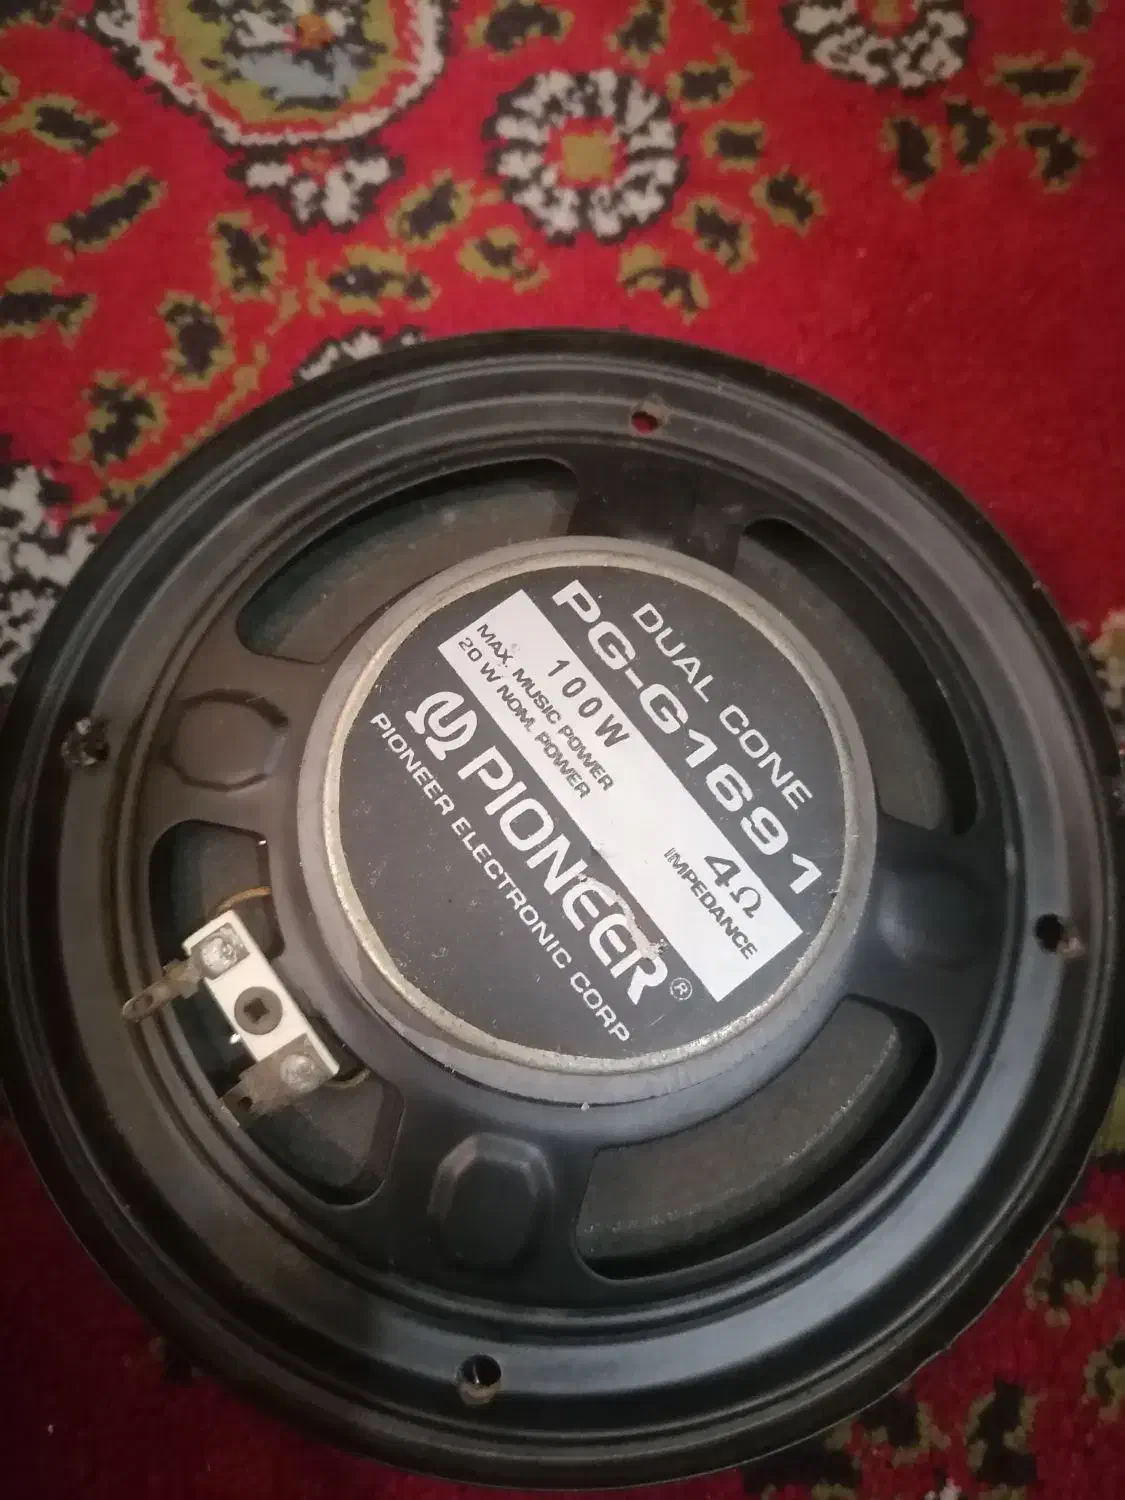 DUAL CONE
PG-G1691
100W
MAX. MUSIC POWER
20 W NOM. POWER
4Ω
IMPEDANCE
PIONEER®
PIONEER ELECTRONIC CORP